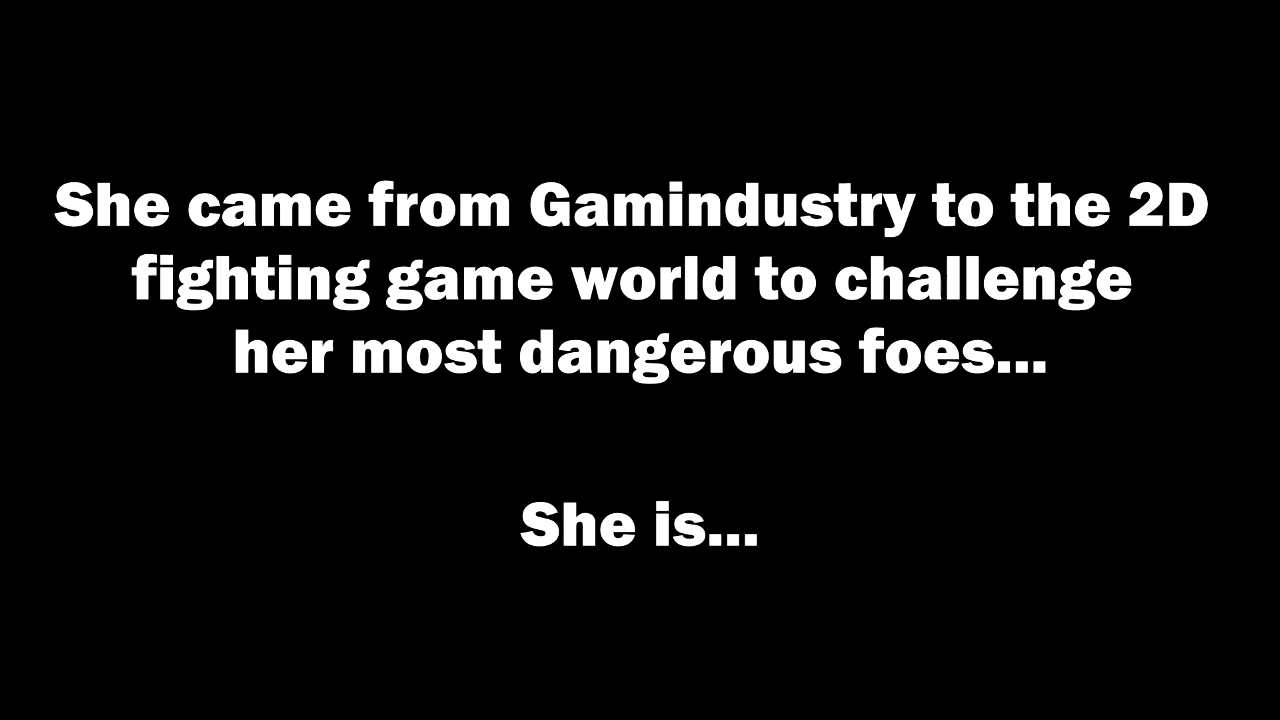 She came from Gamindustry to the 2D
fighting game world to challenge
her most dangerous foes...
She is...